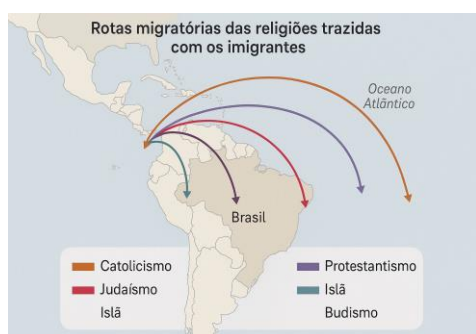 Rotas migratórias das religiões trazidas
com os imigrantes
Oceano
Atlântico
Brasil
Catolicismo
Judaísmo
Islã
Protestantismo
Islã
Budismo